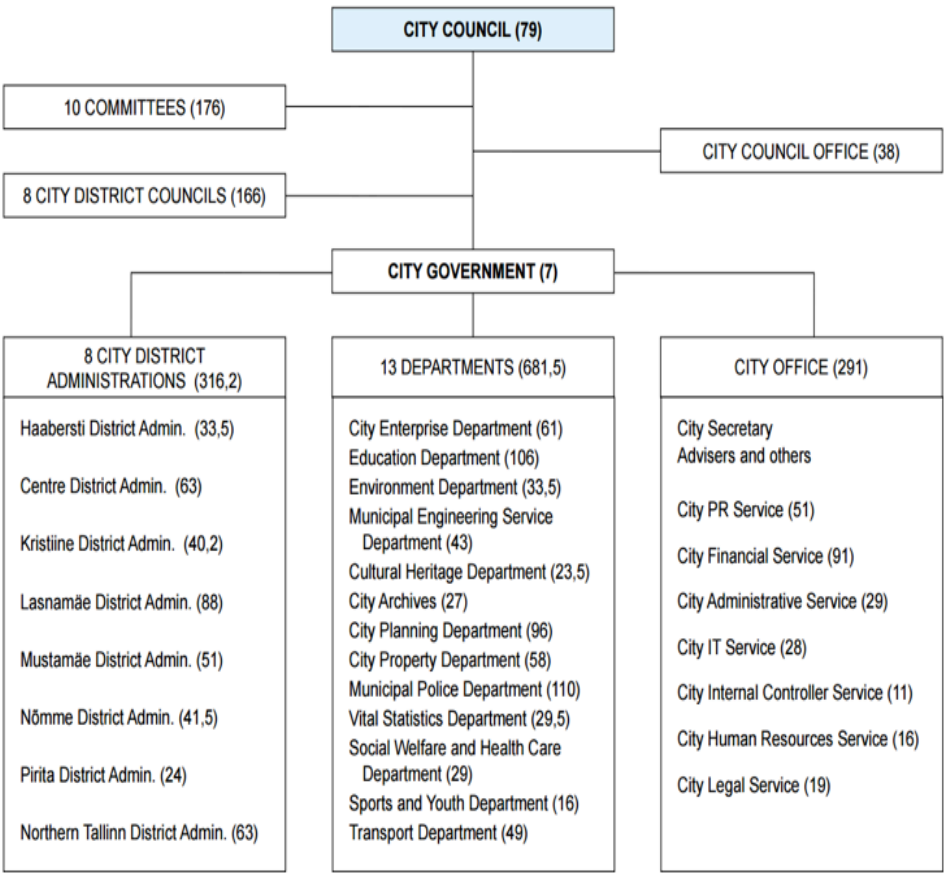 CITY COUNCIL (79)
10 COMMITTEES (176)
CITY COUNCIL OFFICE (38)
8 CITY DISTRICT COUNCILS (166)
CITY GOVERNMENT (7)
8 CITY DISTRICT
ADMINISTRATIONS (316,2)
Haabersti District Admin. (33,5)
Centre District Admin. (63)
Kristiine District Admin. (40,2)
Lasnamäe District Admin. (88)
Mustamäe District Admin. (51)
Nõmme District Admin. (41,5)
Pirita District Admin. (24)
Northern Tallinn District Admin. (63)
13 DEPARTMENTS (681,5)
City Enterprise Department (61)
Education Department (106)
Environment Department (33,5)
Municipal Engineering Service
Department (43)
Cultural Heritage Department (23,5)
City Archives (27)
City Planning Department (96)
City Property Department (58)
Municipal Police Department (110)
Vital Statistics Department (29,5)
Social Welfare and Health Care
Department (29)
Sports and Youth Department (16)
Transport Department (49)
CITY OFFICE (291)
City Secretary
Advisers and others
City PR Service (51)
City Financial Service (91)
City Administrative Service (29)
City IT Service (28)
City Internal Controller Service (11)
City Human Resources Service (16)
City Legal Service (19)